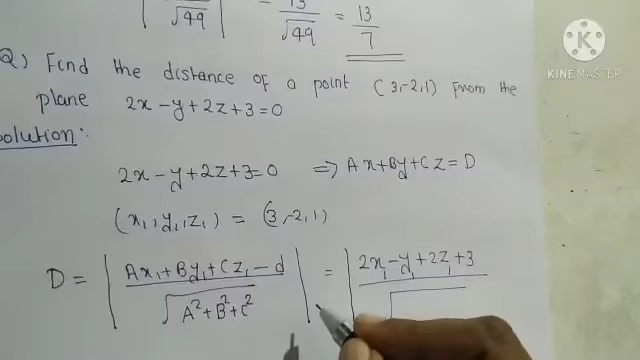 | √49 | = 13 / √49 = 13 / 7
KINEMASTER
Q) Find the distance of a point (3,-2,1) from the
plane 2x-y+2z+3=0
olution:-
2x-y+2z+3=0 ⇒ Ax+By+Cz=D
(x₁,y₁,z₁) = (3,-2,1)
D = | Ax₁+By₁+Cz₁-d / √A²+B²+C² | = | 2x₁-y₁+2z₁+3 / √